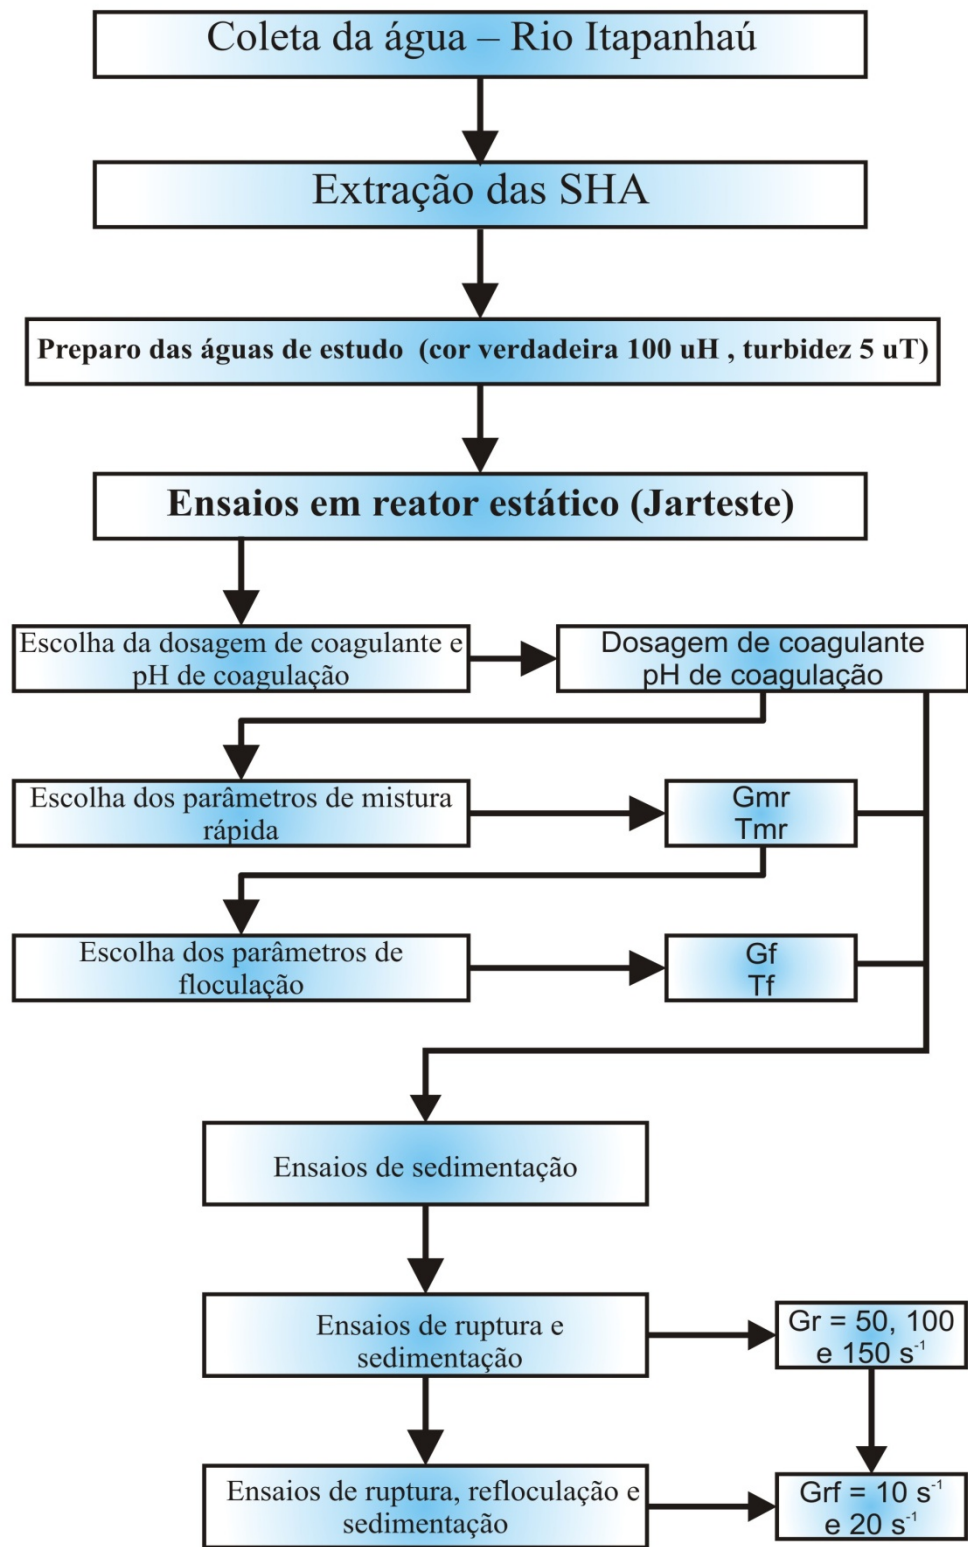 Coleta da água – Rio Itapanhaú
Extração das SHA
Preparo das águas de estudo (cor verdadeira 100 uH , turbidez 5 uT)
Ensaios em reator estático (Jarteste)
Escolha da dosagem de coagulante e
pH de coagulação
Dosagem de coagulante
pH de coagulação
Escolha dos parâmetros de mistura
rápida
Gmr
Tmr
Escolha dos parâmetros de
floculação
Gf
Tf
Ensaios de sedimentação
Ensaios de ruptura e
sedimentação
Gr = 50, 100
e 150 s⁻¹
Ensaios de ruptura, refloculação e
sedimentação
Grf = 10 s⁻¹
e 20 s⁻¹